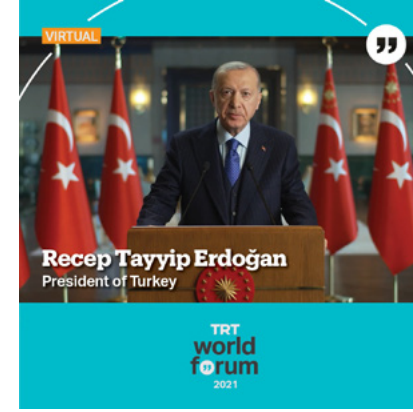 VIRTUAL
Recep Tayyip Erdoğan
President of Turkey
TRT
world
forum
2021